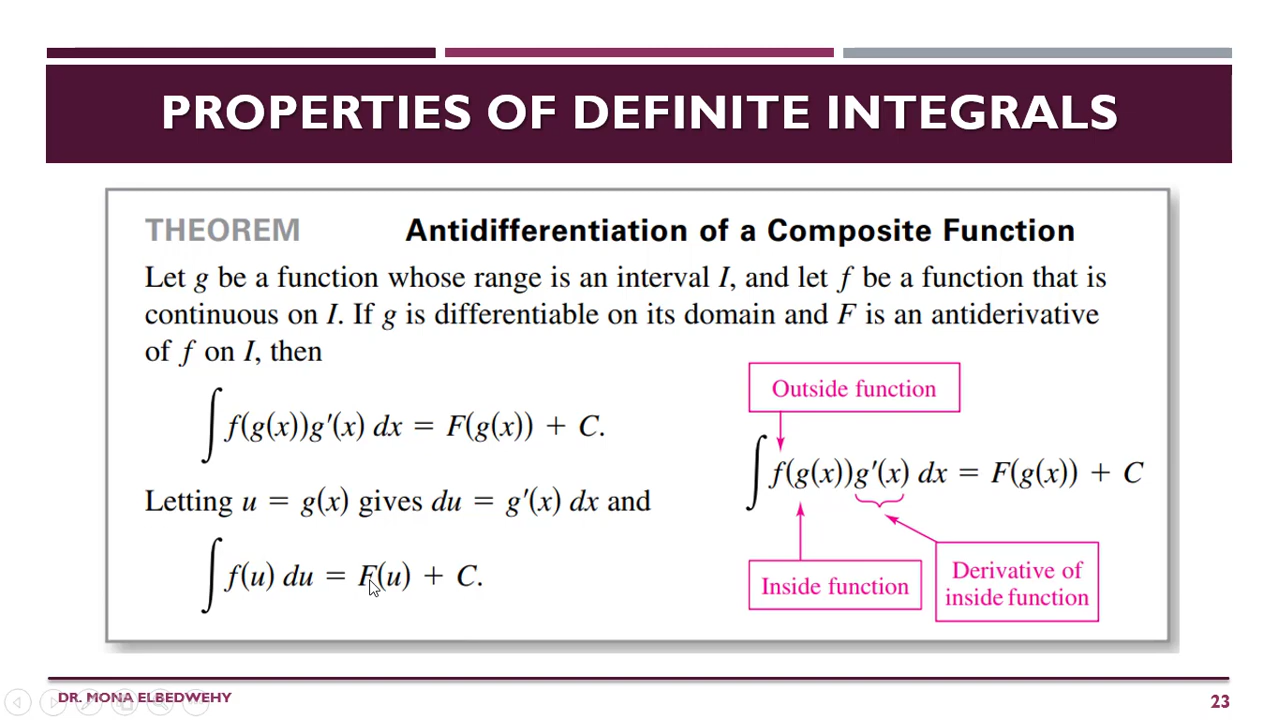 PROPERTIES OF DEFINITE INTEGRALS
THEOREM Antidifferentiation of a Composite Function
Let g be a function whose range is an interval I, and let f be a function that is
continuous on I. If g is differentiable on its domain and F is an antiderivative
of f on I, then
∫ f(g(x))g′(x) dx = F(g(x)) + C.
Letting u = g(x) gives du = g′(x) dx and
∫ f(u) du = F(u) + C.
Outside function
∫ f(g(x))g′(x) dx = F(g(x)) + C
Inside function
Derivative of
inside function
DR. MONA ELBEDWEHY
23